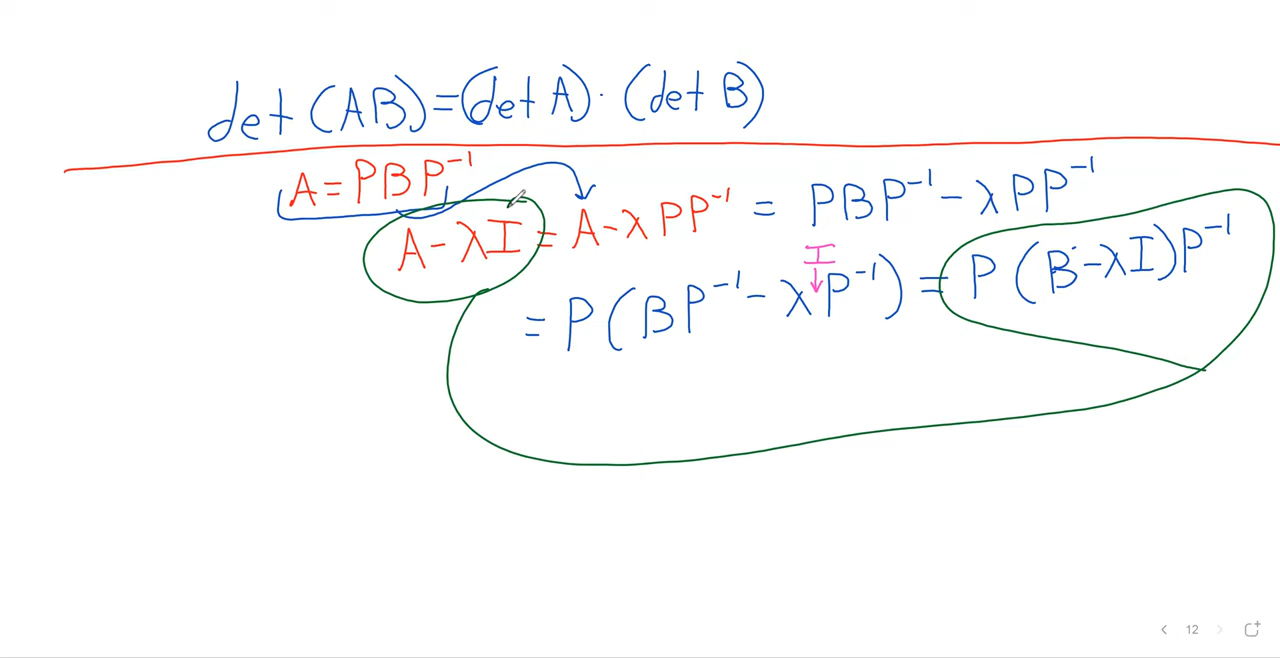 det (AB) = (det A) · (det B)
A = PBP⁻¹
A - λI = A - λPP⁻¹ = PBP⁻¹ - λPP⁻¹
I
= P(BP⁻¹ - λP⁻¹) = P(B - λI)P⁻¹
12